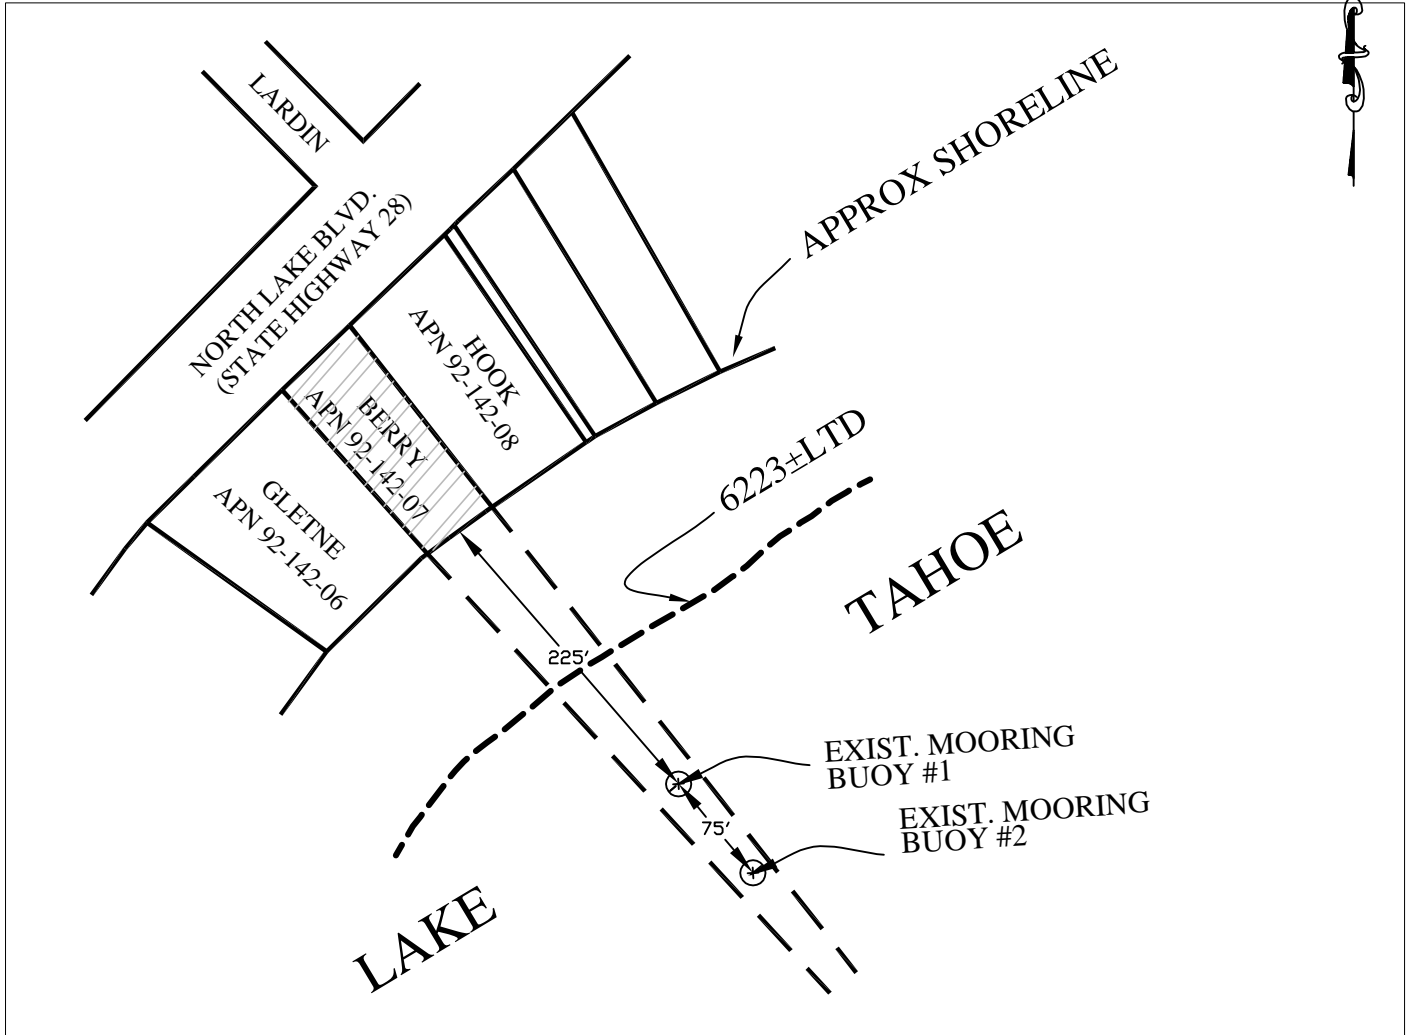 LARDIN
NORTH LAKE BLVD.
(STATE HIGHWAY 28)
APPROX SHORELINE
HOOK
APN 92-142-08
BERRY
APN 92-142-07
GLETNE
APN 92-142-06
6223±LTD
TAHOE
225'
EXIST. MOORING
BUOY #1
75'
EXIST. MOORING
BUOY #2
LAKE